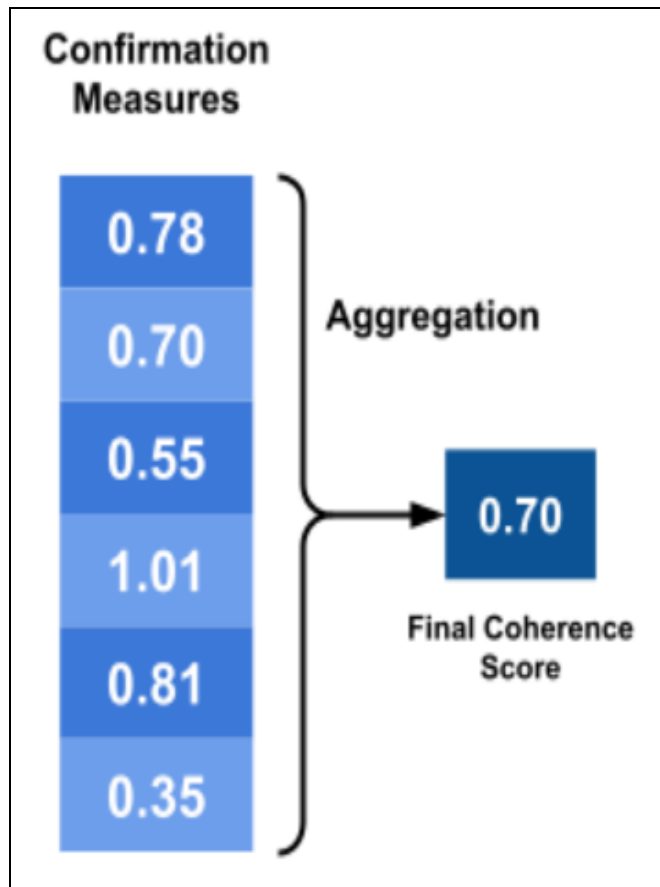 Confirmation
Measures
0.78
0.70
0.55
1.01
0.81
0.35
Aggregation
0.70
Final Coherence
Score